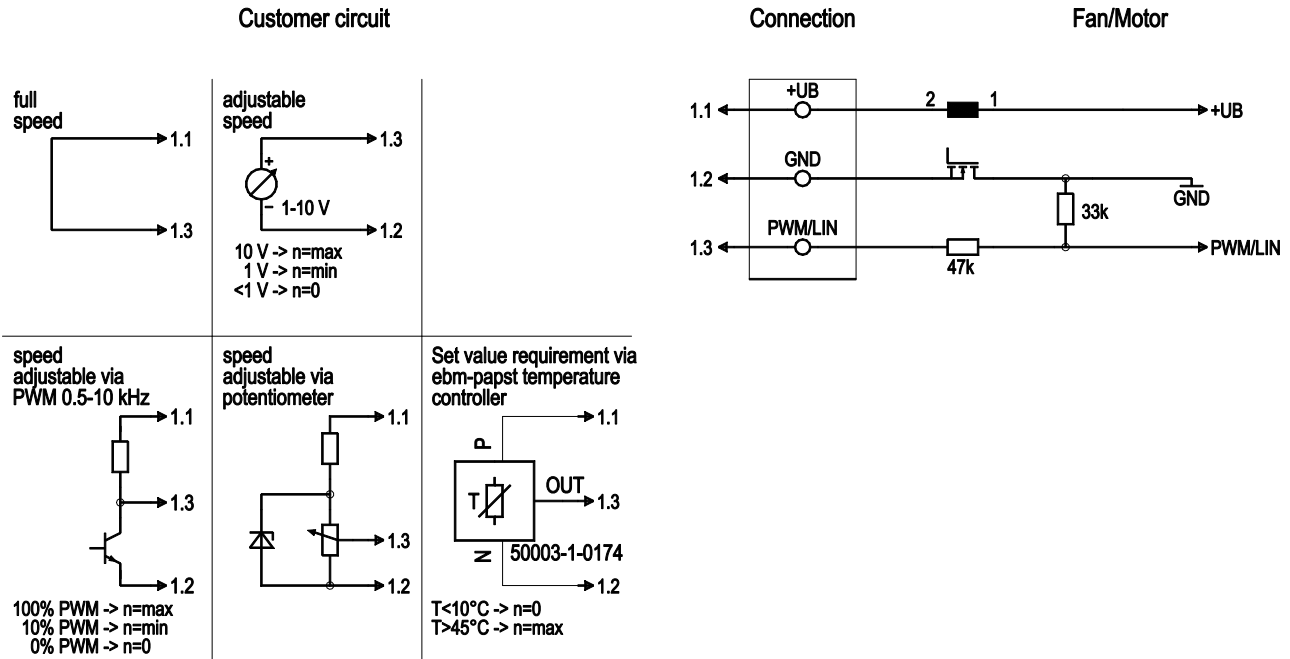 Customer circuit
Connection
Fan/Motor
full
speed
1.1
1.3
adjustable
speed
1.3
+
–
1-10 V
1.2
10 V -> n=max
1 V -> n=min
<1 V -> n=0
+UB
1.1
2
1
+UB
GND
1.2
GND
33k
PWM/LIN
1.3
47k
PWM/LIN
speed
adjustable via
PWM 0.5-10 kHz
1.1
1.3
1.2
100% PWM -> n=max
10% PWM -> n=min
0% PWM -> n=0
speed
adjustable via
potentiometer
1.1
1.3
1.2
Set value requirement via
ebm-papst temperature
controller
1.1
P
T
OUT
1.3
N
50003-1-0174
1.2
T<10°C -> n=0
T>45°C -> n=max